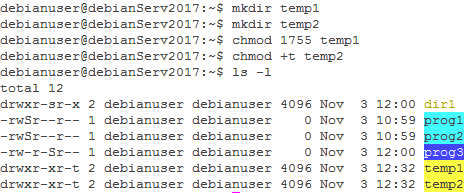 debianuser@debianServ2017:~$ mkdir temp1
debianuser@debianServ2017:~$ mkdir temp2
debianuser@debianServ2017:~$ chmod 1755 temp1
debianuser@debianServ2017:~$ chmod +t temp2
debianuser@debianServ2017:~$ ls -l
total 12
drwxr-sr-x 2 debianuser debianuser 4096 Nov  3 12:00 dir1
-rwSr--r-- 1 debianuser debianuser    0 Nov  3 10:59 prog1
-rwSr--r-- 1 debianuser debianuser    0 Nov  3 10:59 prog2
-rw-r-Sr-- 1 debianuser debianuser    0 Nov  3 12:00 prog3
drwxr-xr-t 2 debianuser debianuser 4096 Nov  3 12:32 temp1
drwxr-xr-t 2 debianuser debianuser 4096 Nov  3 12:32 temp2